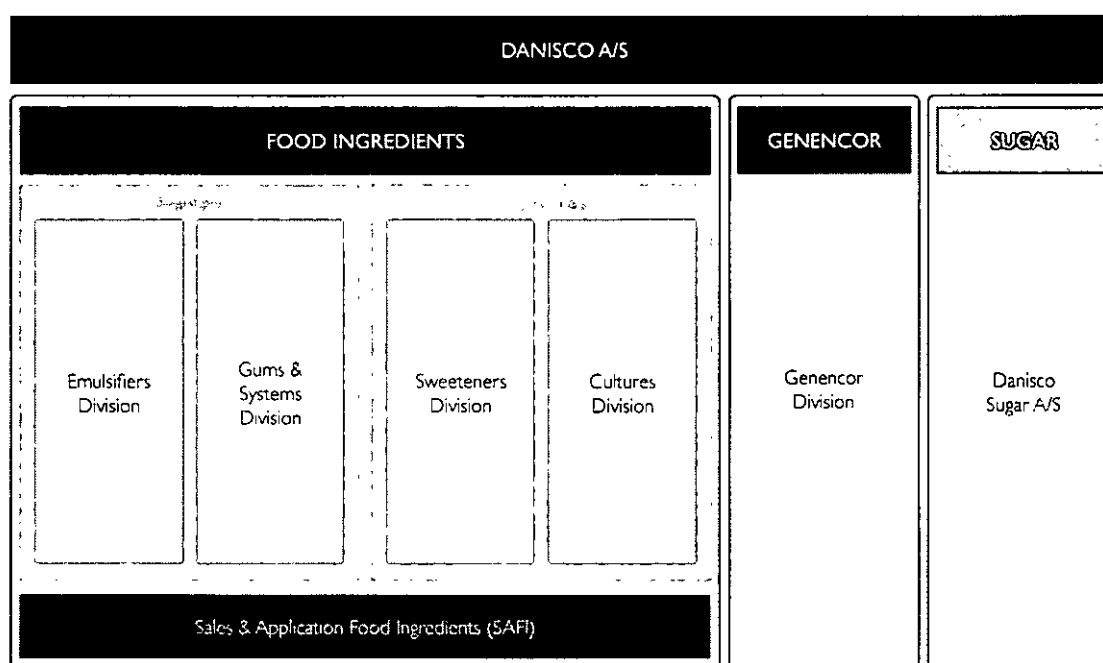 DANISCO A/S
FOOD INGREDIENTS
GENENCOR
SUGAR
Emulsifiers
Division
Gums &
Systems
Division
Sweeteners
Division
Cultures
Division
Genencor
Division
Danisco
Sugar A/S
Sales & Application Food Ingredients (SAFI)